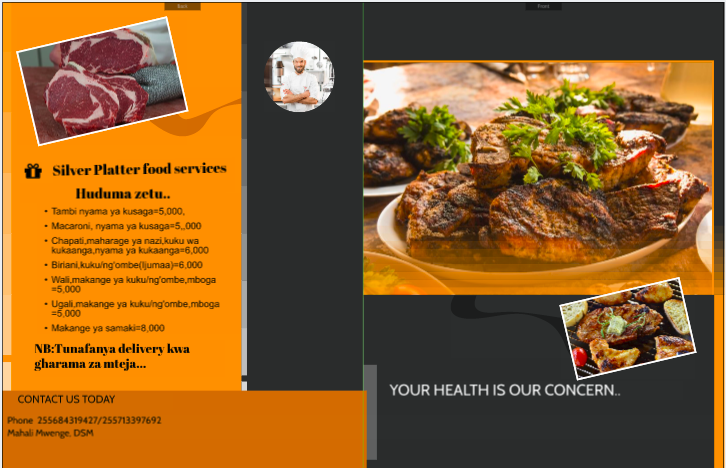 Back
Front
Silver Platter food services
Huduma zetu..
• Tambi nyama ya kusaga=5,000,
• Macaroni, nyama ya kusaga=5,,000
• Chapati,maharage ya nazi,kuku wa
kukaanga,nyama ya kukaanga=6,000
• Biriani,kuku/ng'ombe(Ijumaa)=6,000
• Wali,makange ya kuku/ng'ombe,mboga
=5,000
• Ugali,makange ya kuku/ng'ombe,mboga
=5,000
• Makange ya samaki=8,000
NB:Tunafanya delivery kwa
gharama za mteja...
CONTACT US TODAY
Phone 255684319427/255713397692
Mahali Mwenge, DSM
YOUR HEALTH IS OUR CONCERN..